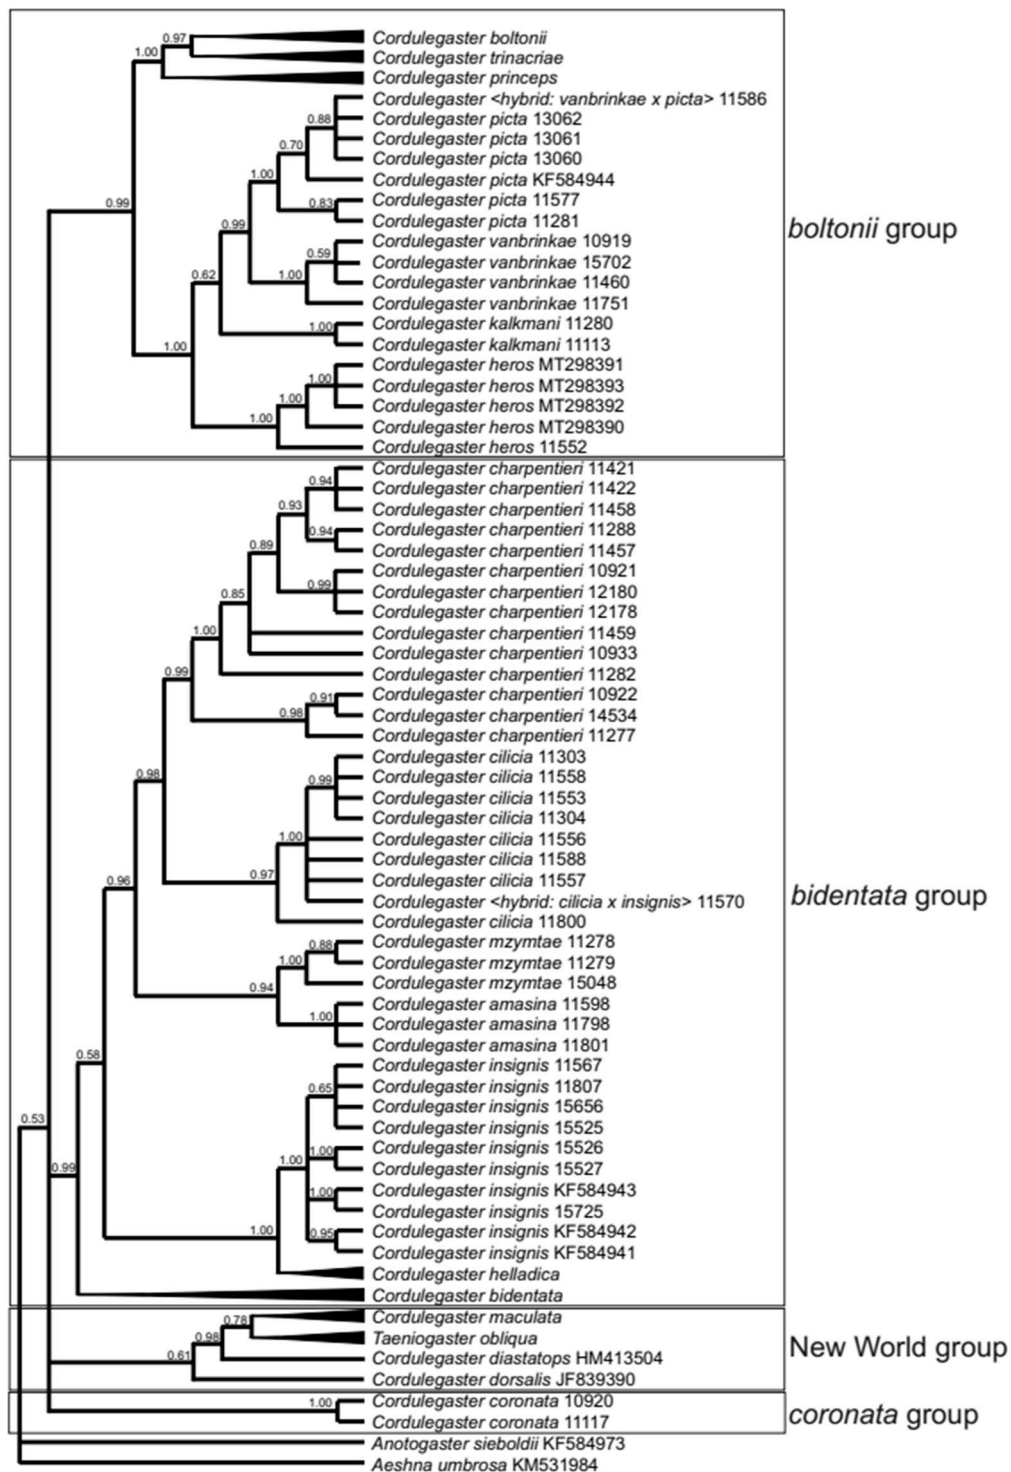 0.97
Cordulegaster boltonii
1.00
Cordulegaster trinacriae
Cordulegaster princeps
Cordulegaster <hybrid: vanbrinkae x picta> 11586
0.88
Cordulegaster picta 13062
0.70
Cordulegaster picta 13061
Cordulegaster picta 13060
1.00
Cordulegaster picta KF584944
0.99
0.83
Cordulegaster picta 11577
Cordulegaster picta 11281
boltonii group
0.99
Cordulegaster vanbrinkae 10919
0.59
Cordulegaster vanbrinkae 15702
0.62
1.00
Cordulegaster vanbrinkae 11460
Cordulegaster vanbrinkae 11751
1.00
Cordulegaster kalkmani 11280
1.00
Cordulegaster kalkmani 11113
Cordulegaster heros MT298391
1.00
Cordulegaster heros MT298393
1.00
Cordulegaster heros MT298392
1.00
Cordulegaster heros MT298390
Cordulegaster heros 11552
Cordulegaster charpentieri 11421
0.94
Cordulegaster charpentieri 11422
0.93
Cordulegaster charpentieri 11458
0.94
Cordulegaster charpentieri 11288
0.89
Cordulegaster charpentieri 11457
Cordulegaster charpentieri 10921
0.85
0.99
Cordulegaster charpentieri 12180
Cordulegaster charpentieri 12178
1.00
Cordulegaster charpentieri 11459
Cordulegaster charpentieri 10933
0.99
Cordulegaster charpentieri 11282
0.91
Cordulegaster charpentieri 10922
0.98
Cordulegaster charpentieri 14534
Cordulegaster charpentieri 11277
Cordulegaster cilicia 11303
0.98
0.99
Cordulegaster cilicia 11558
Cordulegaster cilicia 11553
Cordulegaster cilicia 11304
1.00
Cordulegaster cilicia 11556
Cordulegaster cilicia 11588
0.96
0.97
Cordulegaster cilicia 11557
bidentata group
Cordulegaster <hybrid: cilicia x insignis> 11570
Cordulegaster cilicia 11800
0.88
Cordulegaster mzymtae 11278
1.00
Cordulegaster mzymtae 11279
0.94
Cordulegaster mzymtae 15048
Cordulegaster amasina 11598
1.00
Cordulegaster amasina 11798
Cordulegaster amasina 11801
0.58
Cordulegaster insignis 11567
0.65
Cordulegaster insignis 11807
Cordulegaster insignis 15656
0.53
Cordulegaster insignis 15525
1.00
Cordulegaster insignis 15526
0.99
1.00
Cordulegaster insignis 15527
1.00
Cordulegaster insignis KF584943
Cordulegaster insignis 15725
1.00
0.95
Cordulegaster insignis KF584942
Cordulegaster insignis KF584941
Cordulegaster helladica
Cordulegaster bidentata
0.78
Cordulegaster maculata
0.98
Taeniogaster obliqua
New World group
0.61
Cordulegaster diastatops HM413504
Cordulegaster dorsalis JF839390
1.00
Cordulegaster coronata 10920
coronata group
Cordulegaster coronata 11117
Anotogaster sieboldii KF584973
Aeshna umbrosa KM531984